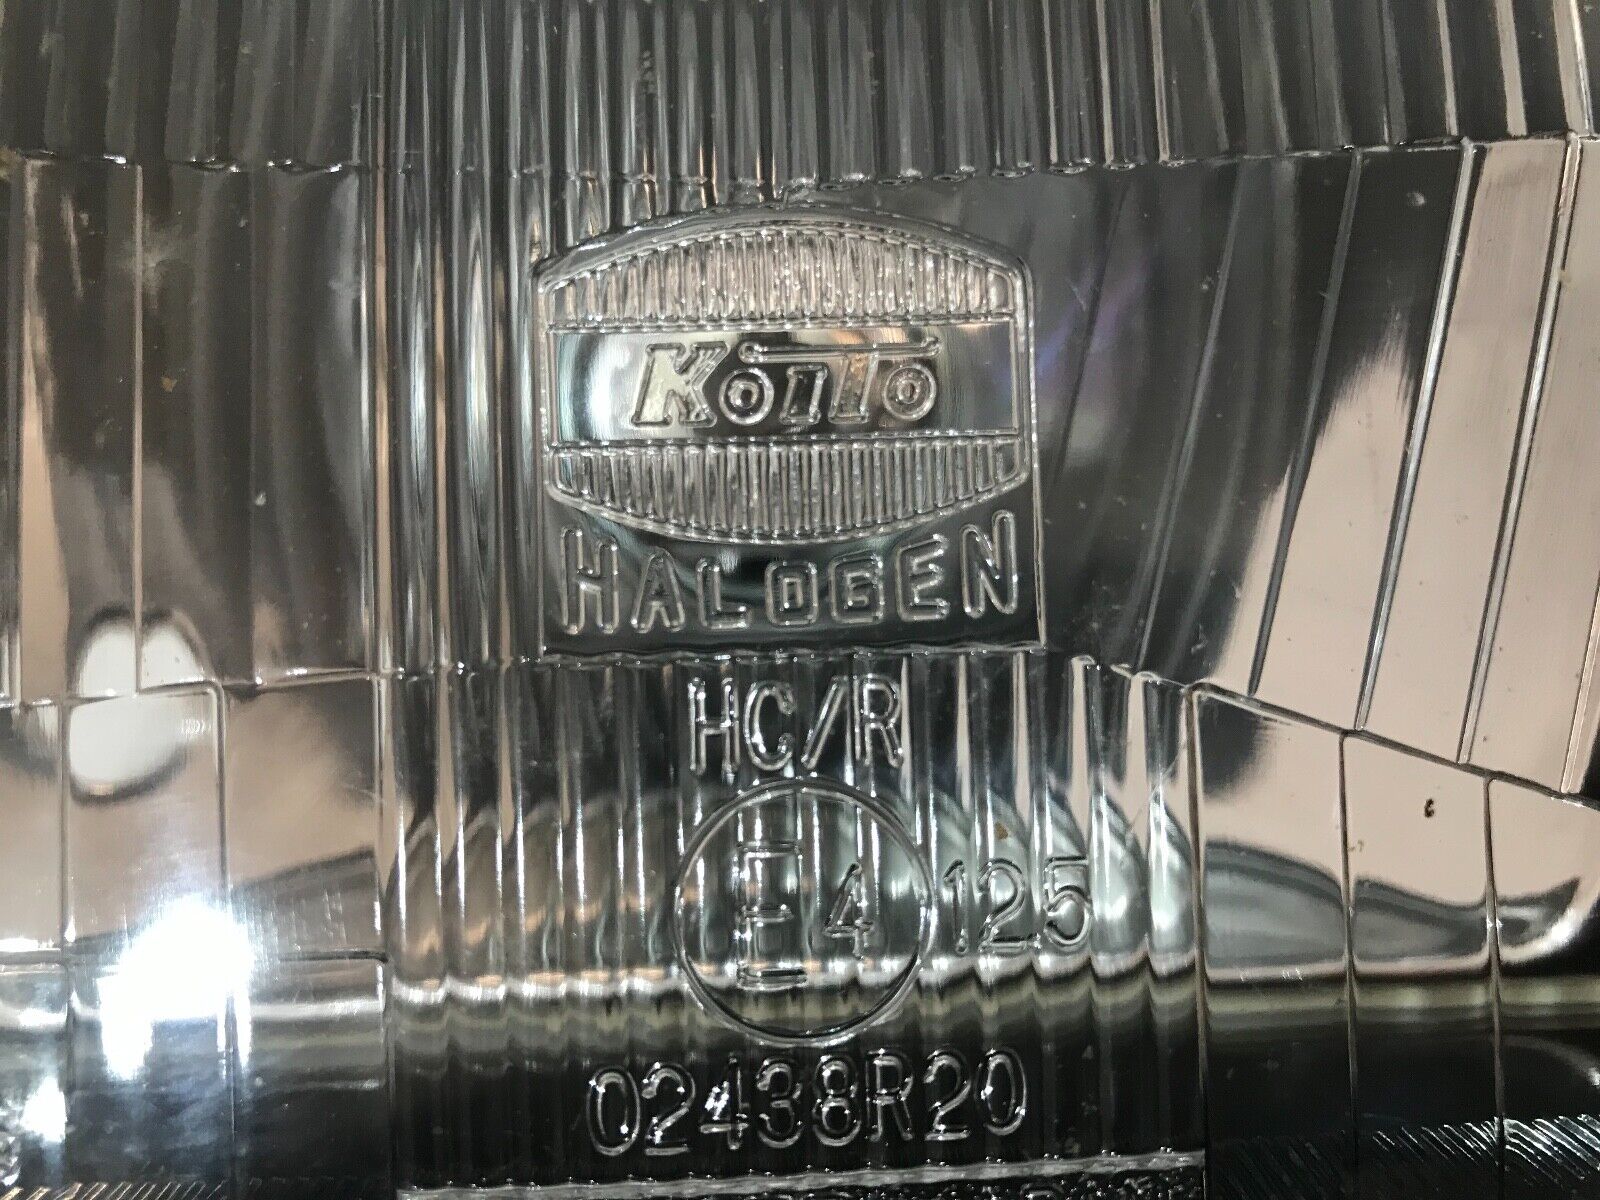 KoiTo
HALOGEN
HC/R
E4 125
02438R20